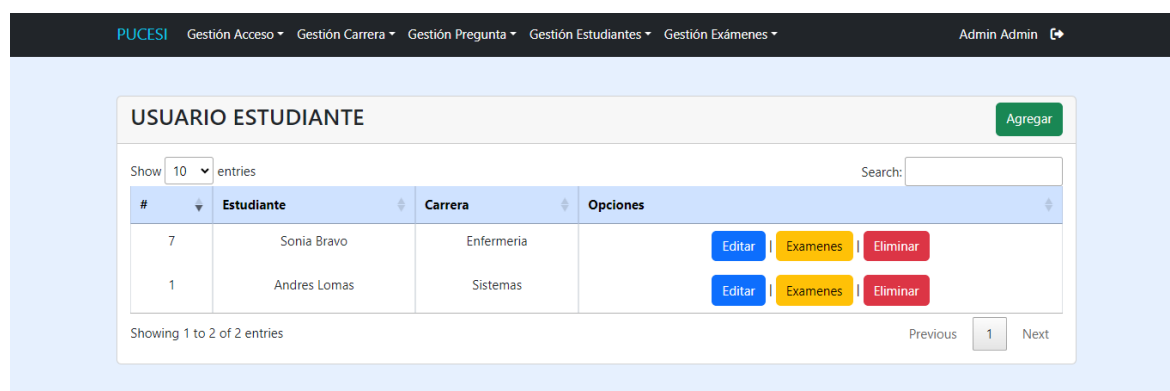 PUCESI Gestión Acceso Gestión Carrera Gestión Pregunta Gestión Estudiantes Gestión Exámenes Admin Admin
USUARIO ESTUDIANTE Agregar
Show 10 entries Search:
# Estudiante Carrera Opciones
7 Sonia Bravo Enfermeria Editar | Examenes | Eliminar
1 Andres Lomas Sistemas Editar | Examenes | Eliminar
Showing 1 to 2 of 2 entries Previous 1 Next